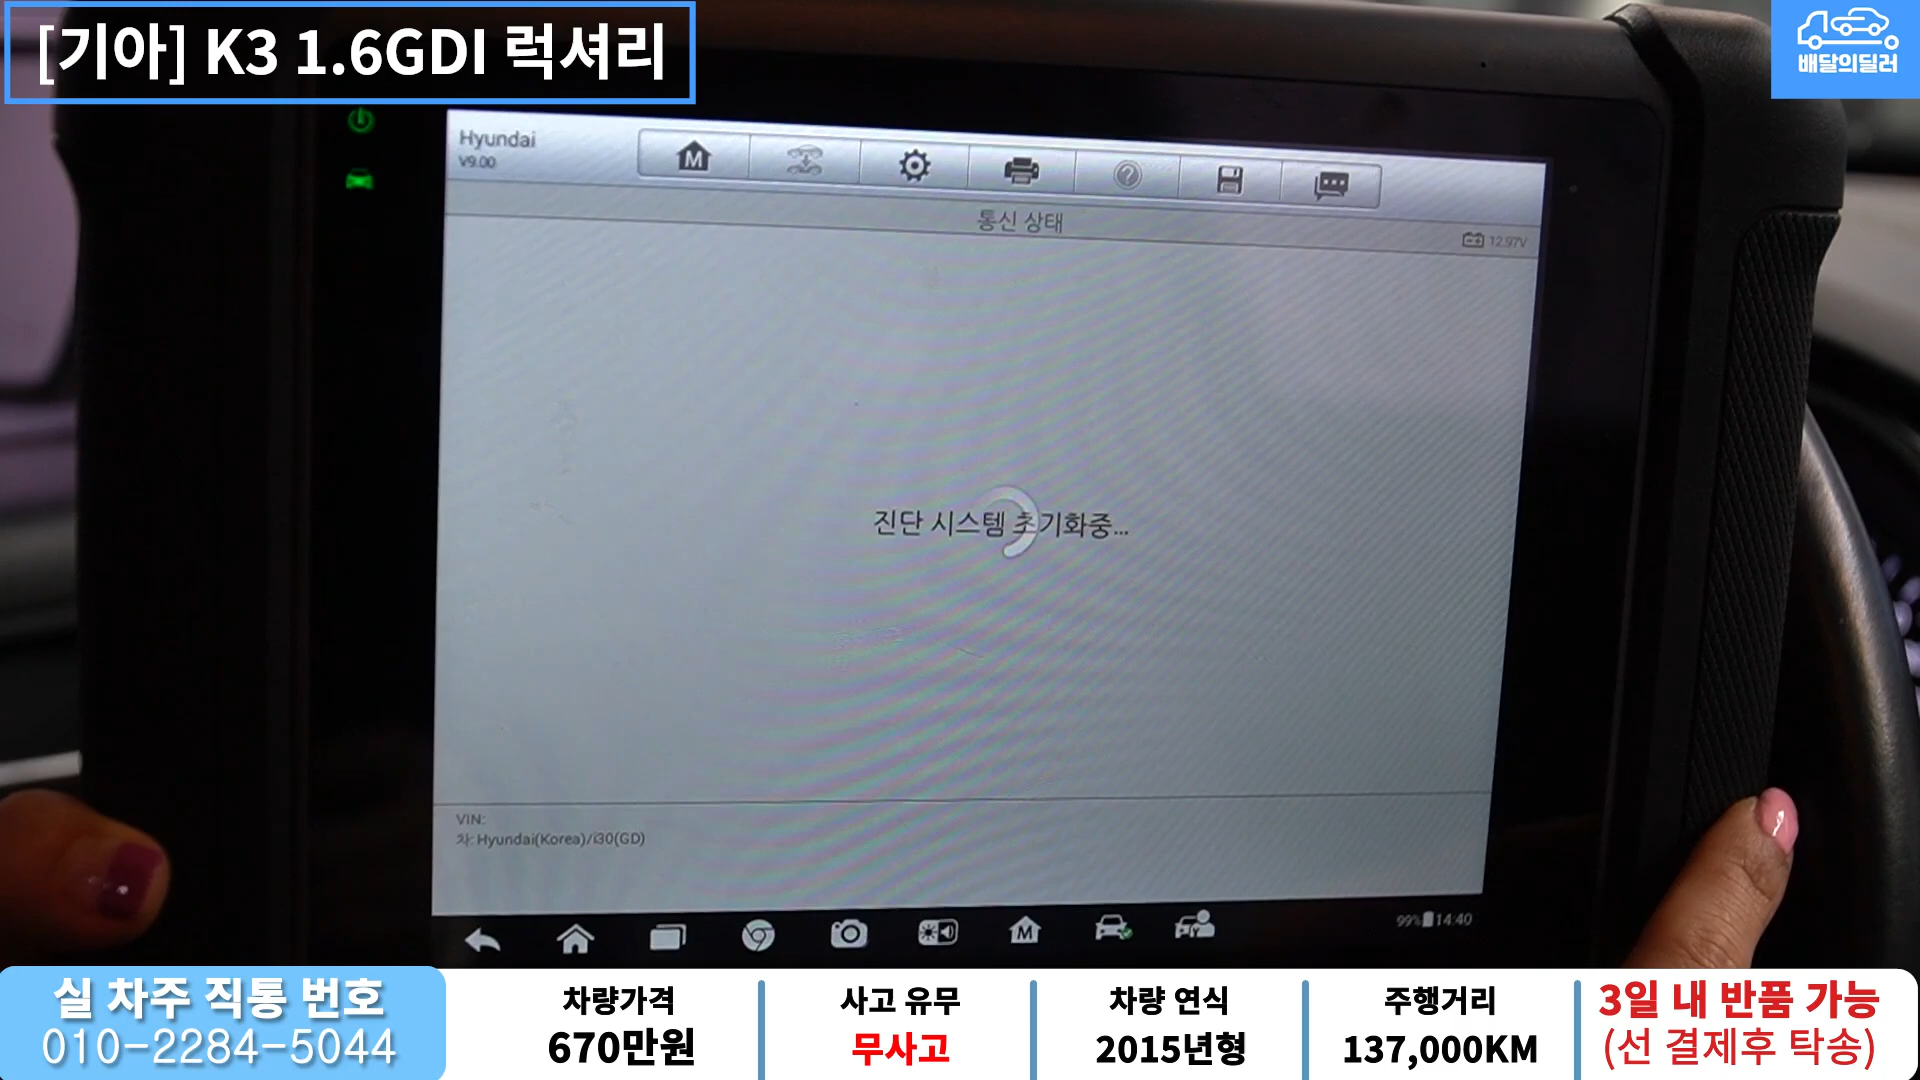 [기아] K3 1.6GDI 럭셔리
배달의딜러
Hyundai
V9.00
M
?
통신 상태
12.97V
진단 시스템 초기화중...
VIN:
차: Hyundai(Korea)/i30(GD)
M
99% 14:40
실 차주 직통 번호
010-2284-5044
차량가격
670만원
사고 유무
무사고
차량 연식
2015년형
주행거리
137,000KM
3일 내 반품 가능
(선 결제후 탁송)